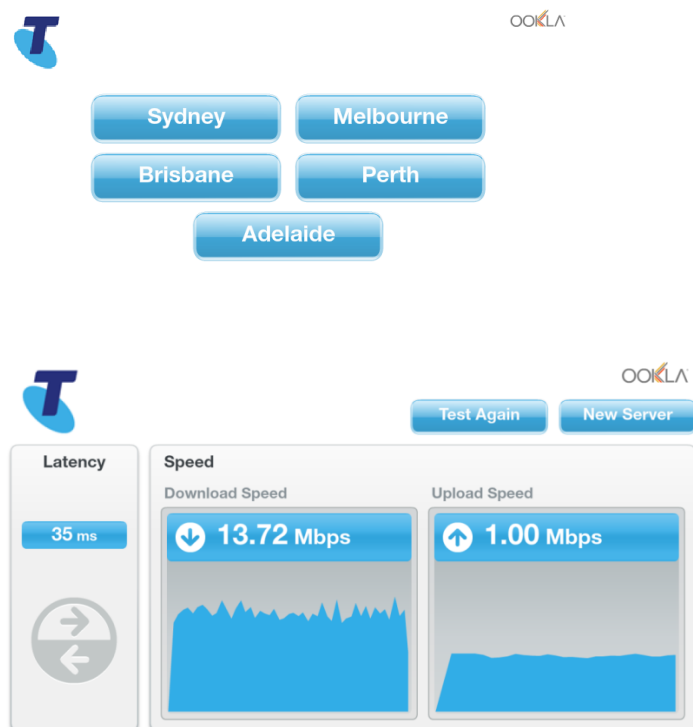 T
OOKLA
Sydney
Melbourne
Brisbane
Perth
Adelaide
T
OOKLA
Test Again
New Server
Latency
Speed
Download Speed
Upload Speed
35 ms
13.72 Mbps
1.00 Mbps